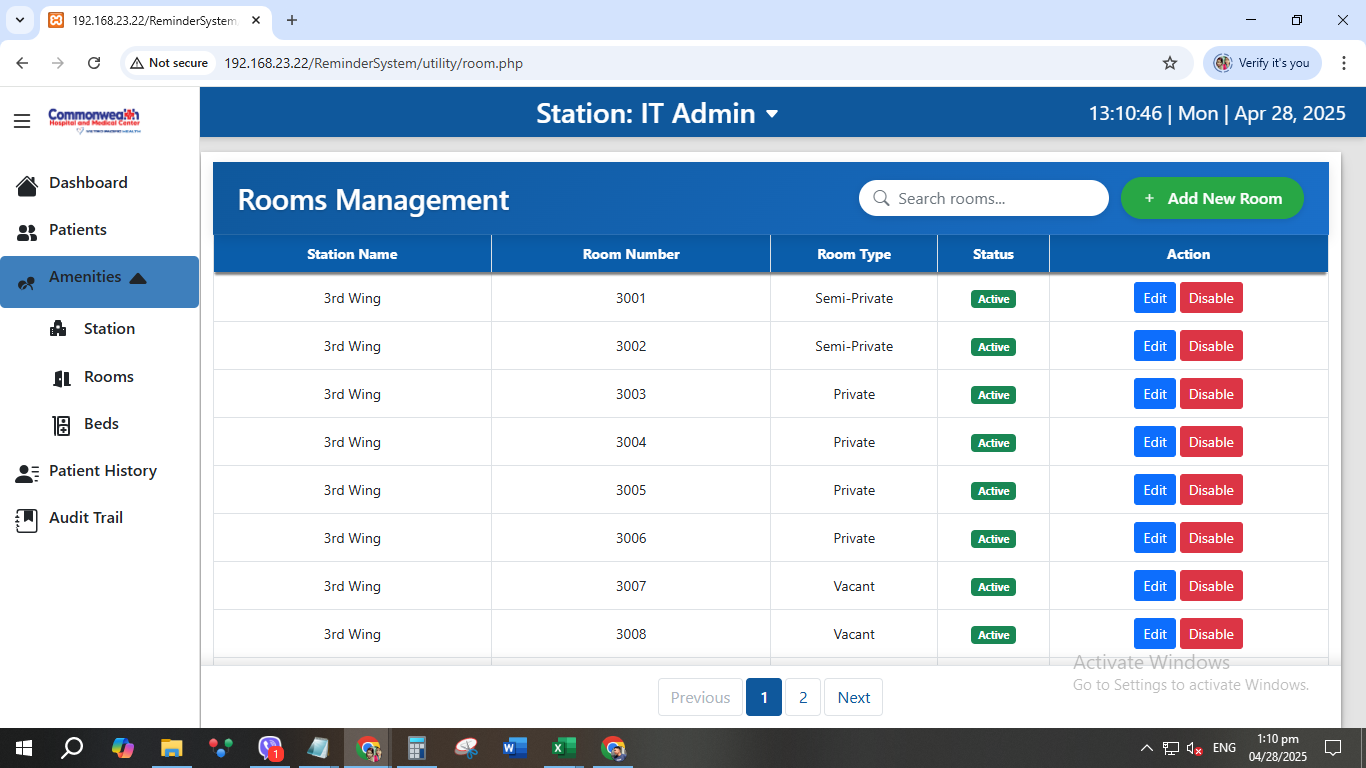 192.168.23.22/ReminderSystem
Not secure 192.168.23.22/ReminderSystem/utility/room.php Verify it's you
Commonwealth
Hospital and Medical Center
Station: IT Admin 13:10:46 | Mon | Apr 28, 2025
Dashboard
Patients
Amenities
Station
Rooms
Beds
Patient History
Audit Trail
Rooms Management Search rooms... + Add New Room
Station Name Room Number Room Type Status Action
3rd Wing 3001 Semi-Private Active Edit Disable
3rd Wing 3002 Semi-Private Active Edit Disable
3rd Wing 3003 Private Active Edit Disable
3rd Wing 3004 Private Active Edit Disable
3rd Wing 3005 Private Active Edit Disable
3rd Wing 3006 Private Active Edit Disable
3rd Wing 3007 Vacant Active Edit Disable
3rd Wing 3008 Vacant Active Edit Disable
Previous 1 2 Next
Activate Windows
Go to Settings to activate Windows.
1
ENG
1:10 pm
04/28/2025